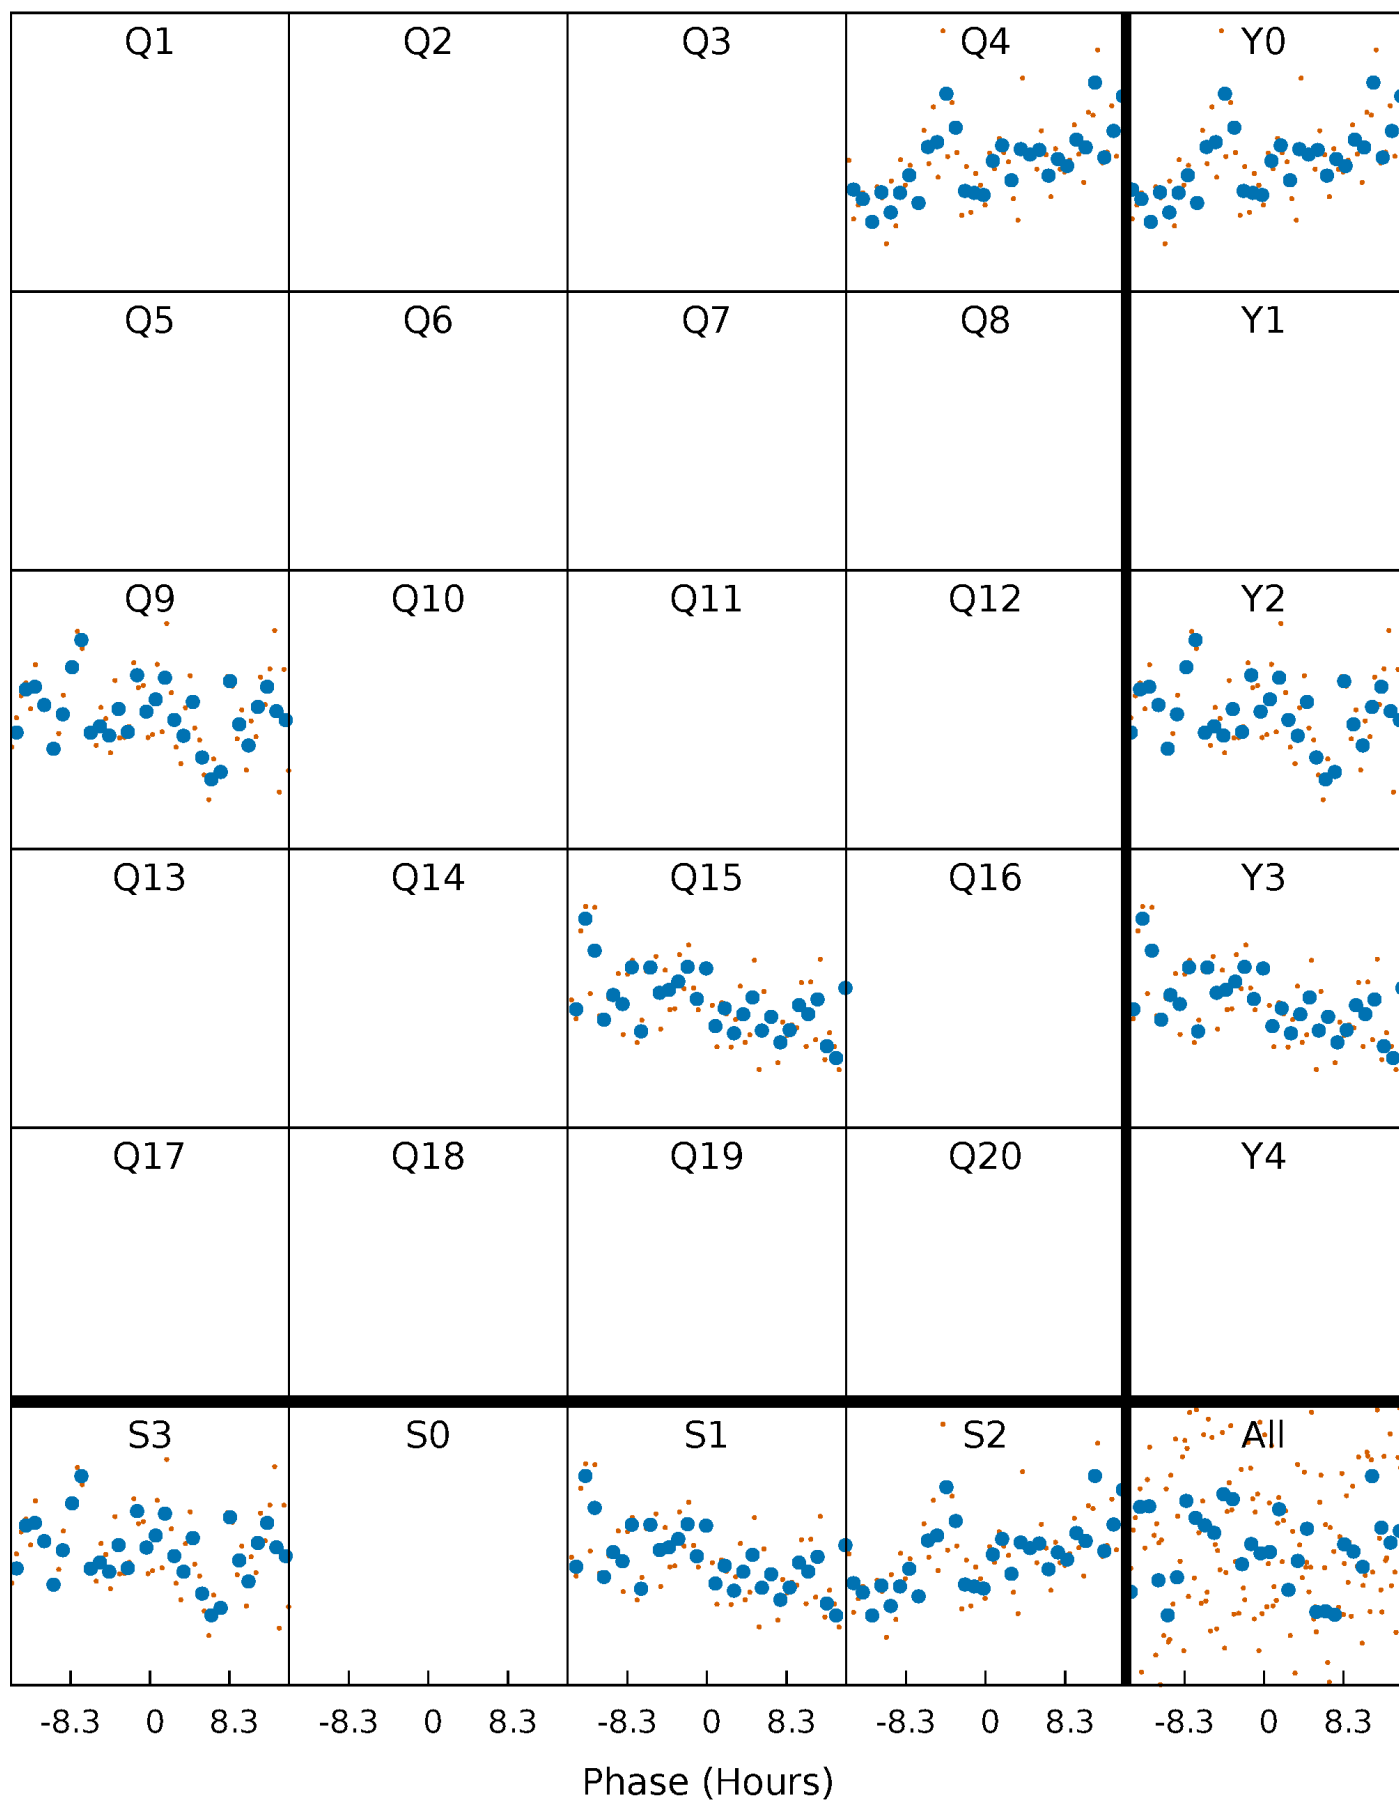 Q1 Q2 Q3 Q4 Y0
Q5 Q6 Q7 Q8 Y1
Q9 Q10 Q11 Q12 Y2
Q13 Q14 Q15 Q16 Y3
Q17 Q18 Q19 Q20 Y4
S3 S0 S1 S2 All
-8.3 0 8.3 -8.3 0 8.3 -8.3 0 8.3 -8.3 0 8.3 -8.3 0 8.3
Phase (Hours)